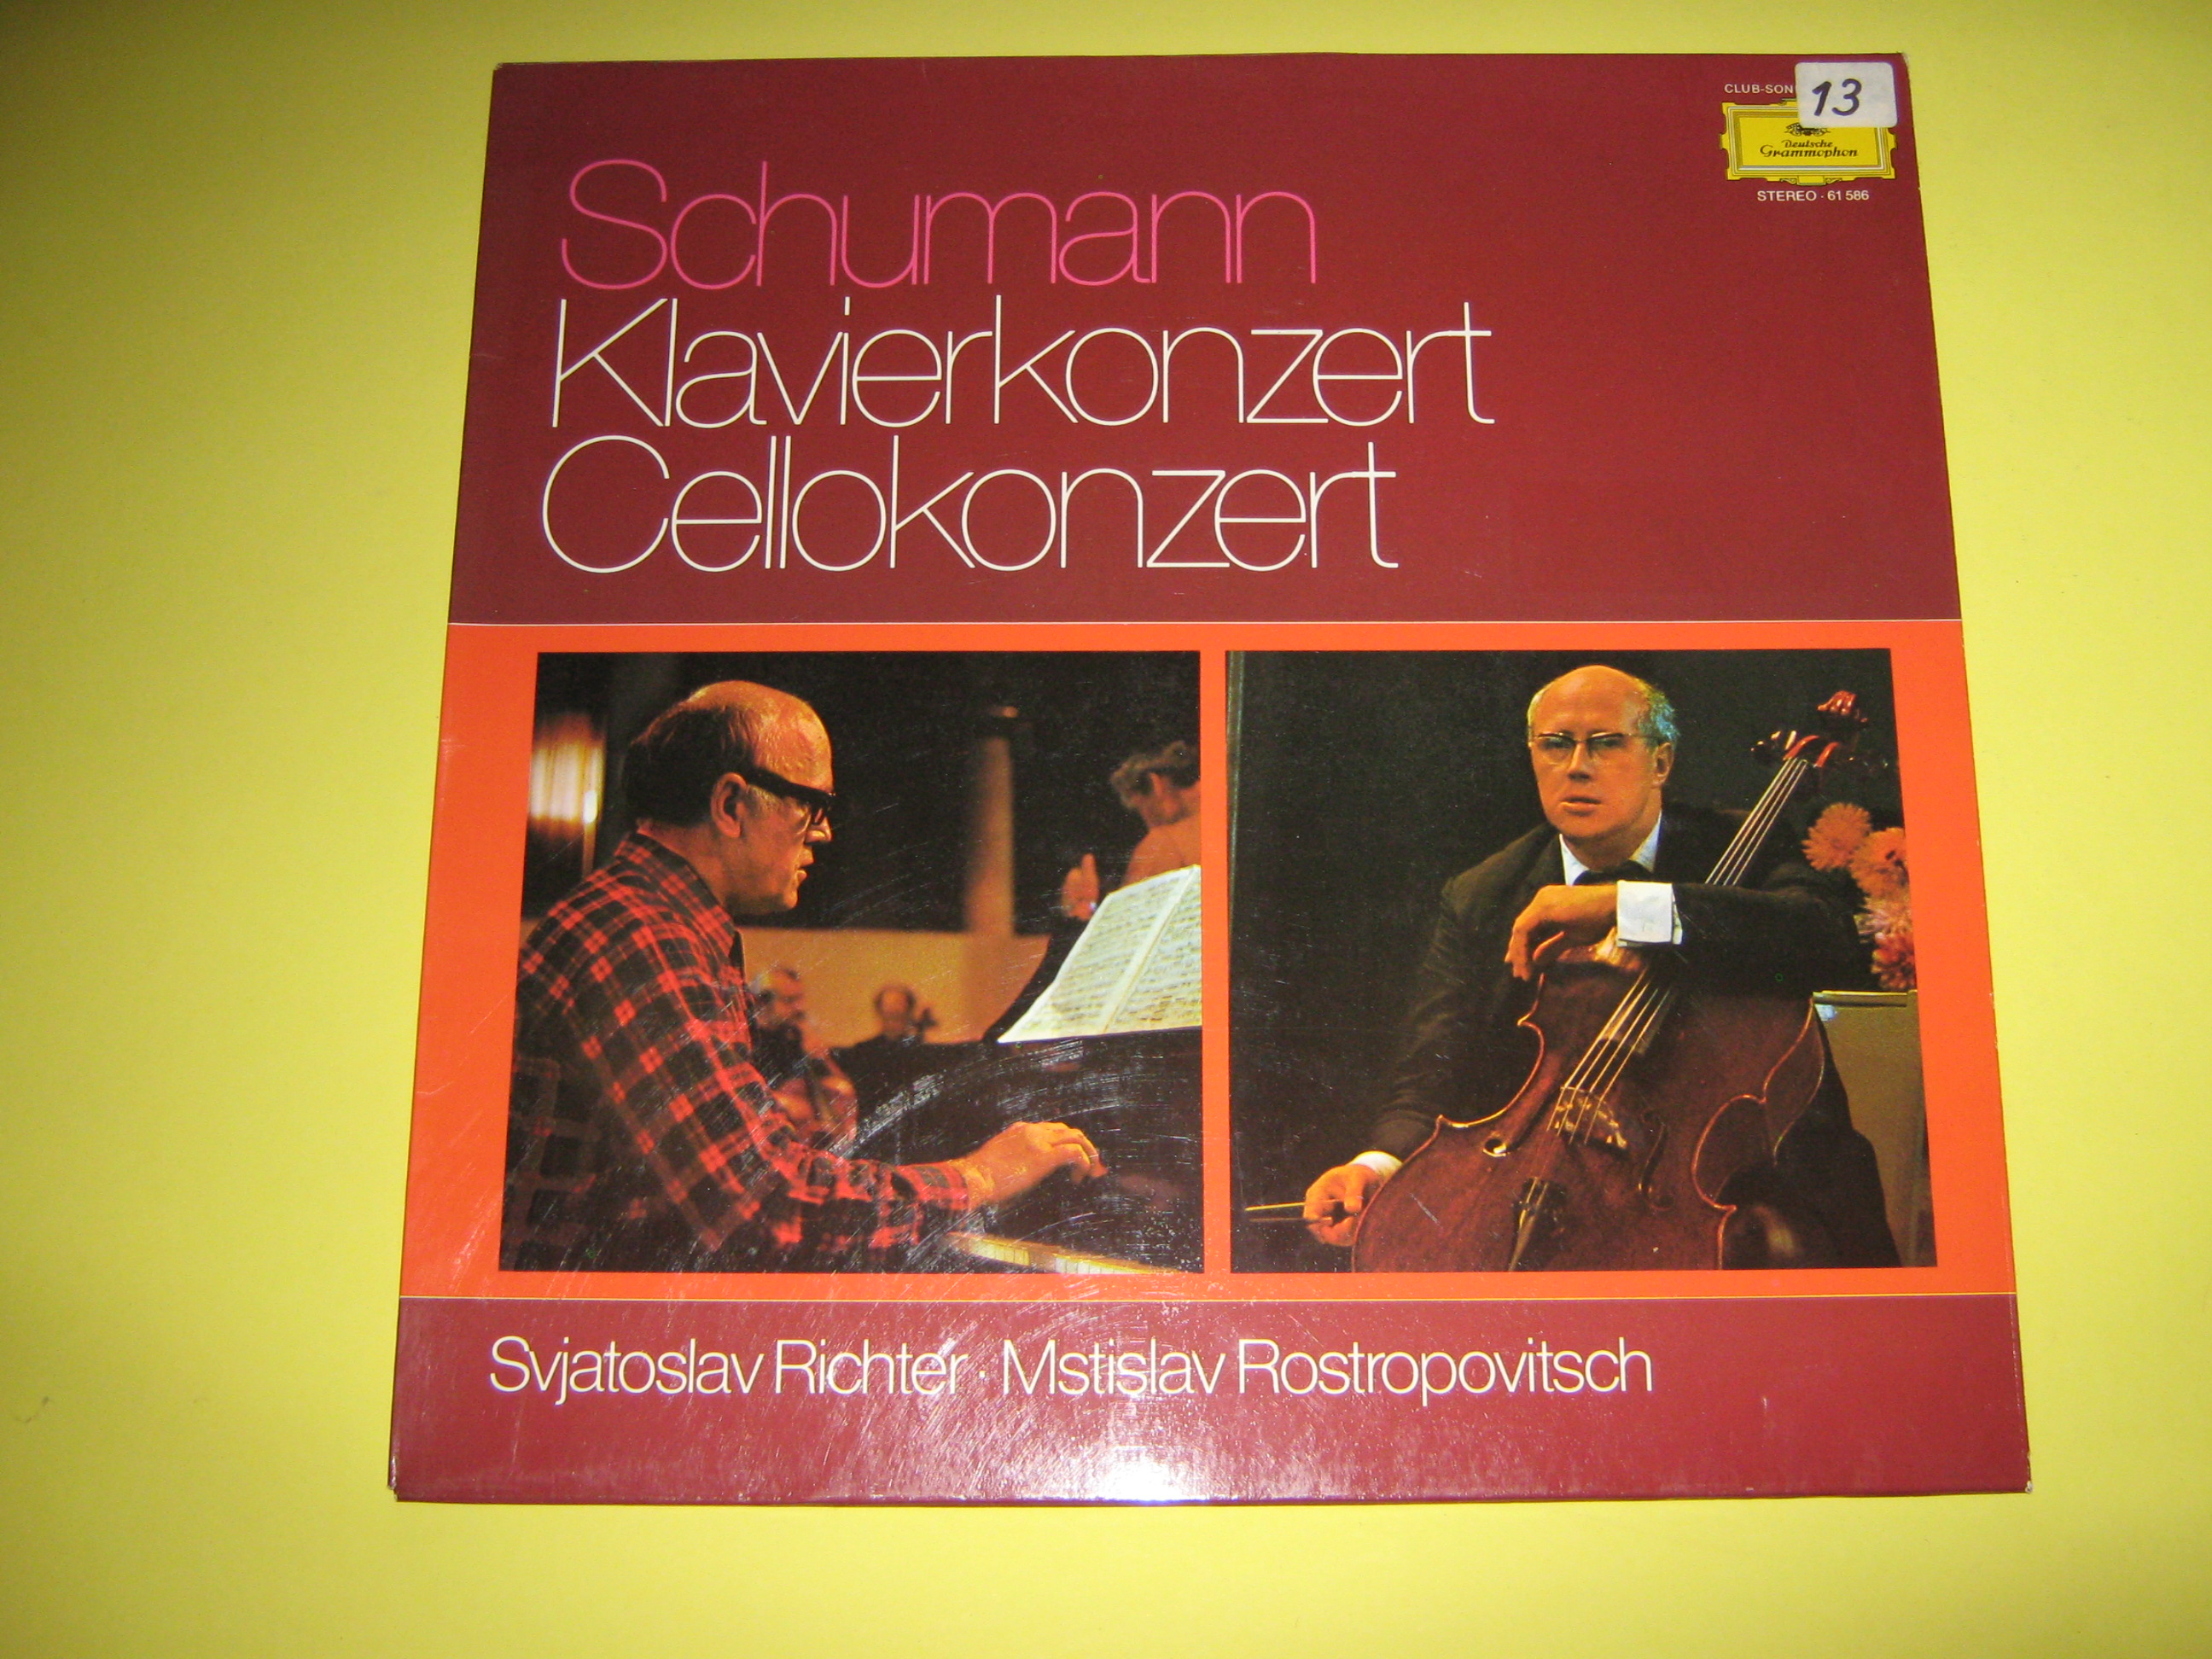 CLUB-SON
13
Deutsche
Grammophon
STEREO · 61 586
Schumann
Klavierkonzert
Cellokonzert
Svjatoslav Richter · Mstislav Rostropovitsch